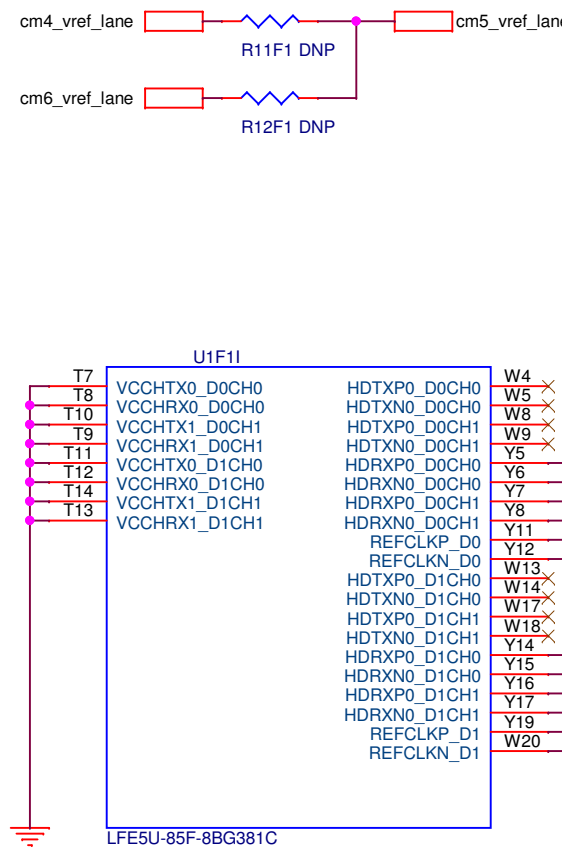 cm4_vref_lane
cm5_vref_lane
R11F1 DNP
cm6_vref_lane
R12F1 DNP
U1F1I
T7 VCCHTX0_D0CH0 HDTXP0_D0CH0 W4
T8 VCCHRX0_D0CH0 HDTXN0_D0CH0 W5
T10 VCCHTX1_D0CH1 HDTXP0_D0CH1 W8
T9 VCCHRX1_D0CH1 HDTXN0_D0CH1 W9
T11 VCCHTX0_D1CH0 HDRXP0_D0CH0 Y5
T12 VCCHRX0_D1CH0 HDRXN0_D0CH0 Y6
T14 VCCHTX1_D1CH1 HDRXP0_D0CH1 Y7
T13 VCCHRX1_D1CH1 HDRXN0_D0CH1 Y8
REFCLKP_D0 Y11
REFCLKN_D0 Y12
HDTXP0_D1CH0 W13
HDTXN0_D1CH0 W14
HDTXP0_D1CH1 W17
HDTXN0_D1CH1 W18
HDRXP0_D1CH0 Y14
HDRXN0_D1CH0 Y15
HDRXP0_D1CH1 Y16
HDRXN0_D1CH1 Y17
REFCLKP_D1 Y19
REFCLKN_D1 W20
LFE5U-85F-8BG381C